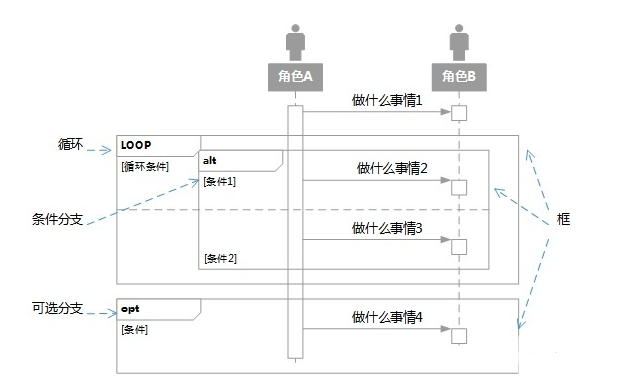 角色A
角色B
做什么事情1
循环
LOOP
[循环条件]
alt
[条件1]
做什么事情2
条件分支
框
做什么事情3
[条件2]
可选分支
opt
[条件]
做什么事情4